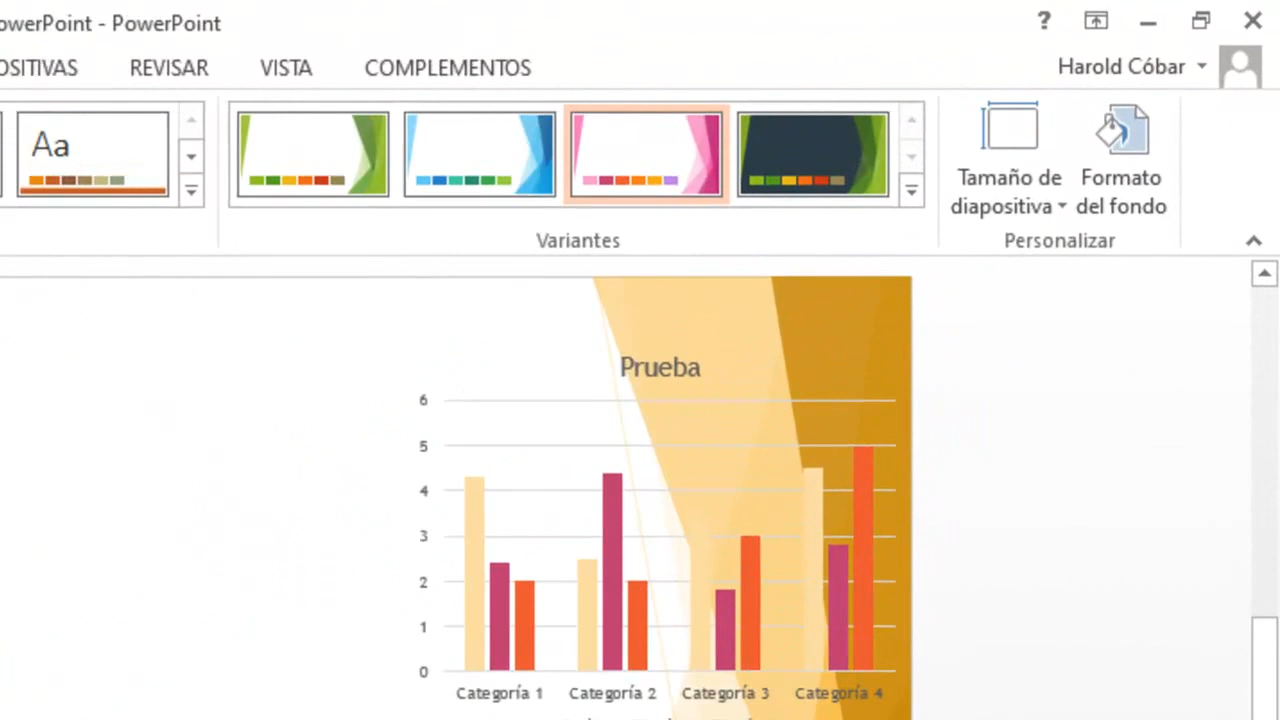 owerPoint - PowerPoint
?
OSITIVAS REVISAR VISTA COMPLEMENTOS Harold Cóbar
Aa
Tamaño de diapositiva
Formato del fondo
Variantes
Personalizar
Prueba
6
5
4
3
2
1
0
Categoría 1 Categoría 2 Categoría 3 Categoría 4